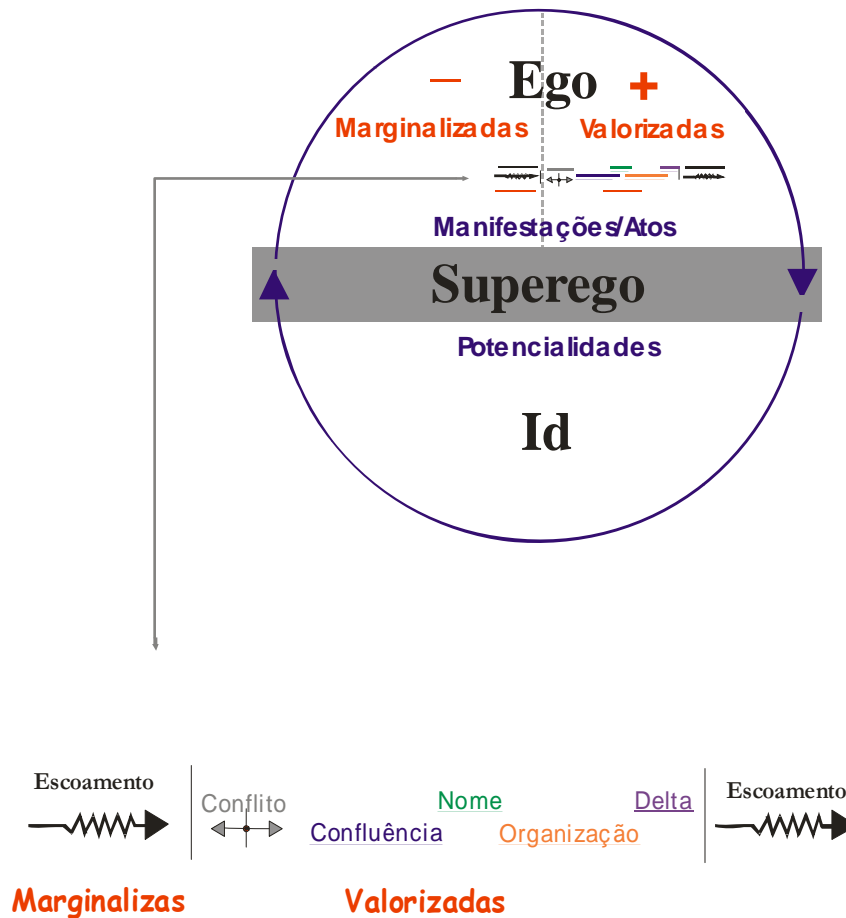 − Ego +
Marginalizadas Valorizadas
Manifestações/Atos
Superego
Potencialidades
Id
Escoamento Conflito Confluência Nome Organização Delta Escoamento
Marginalizas Valorizadas